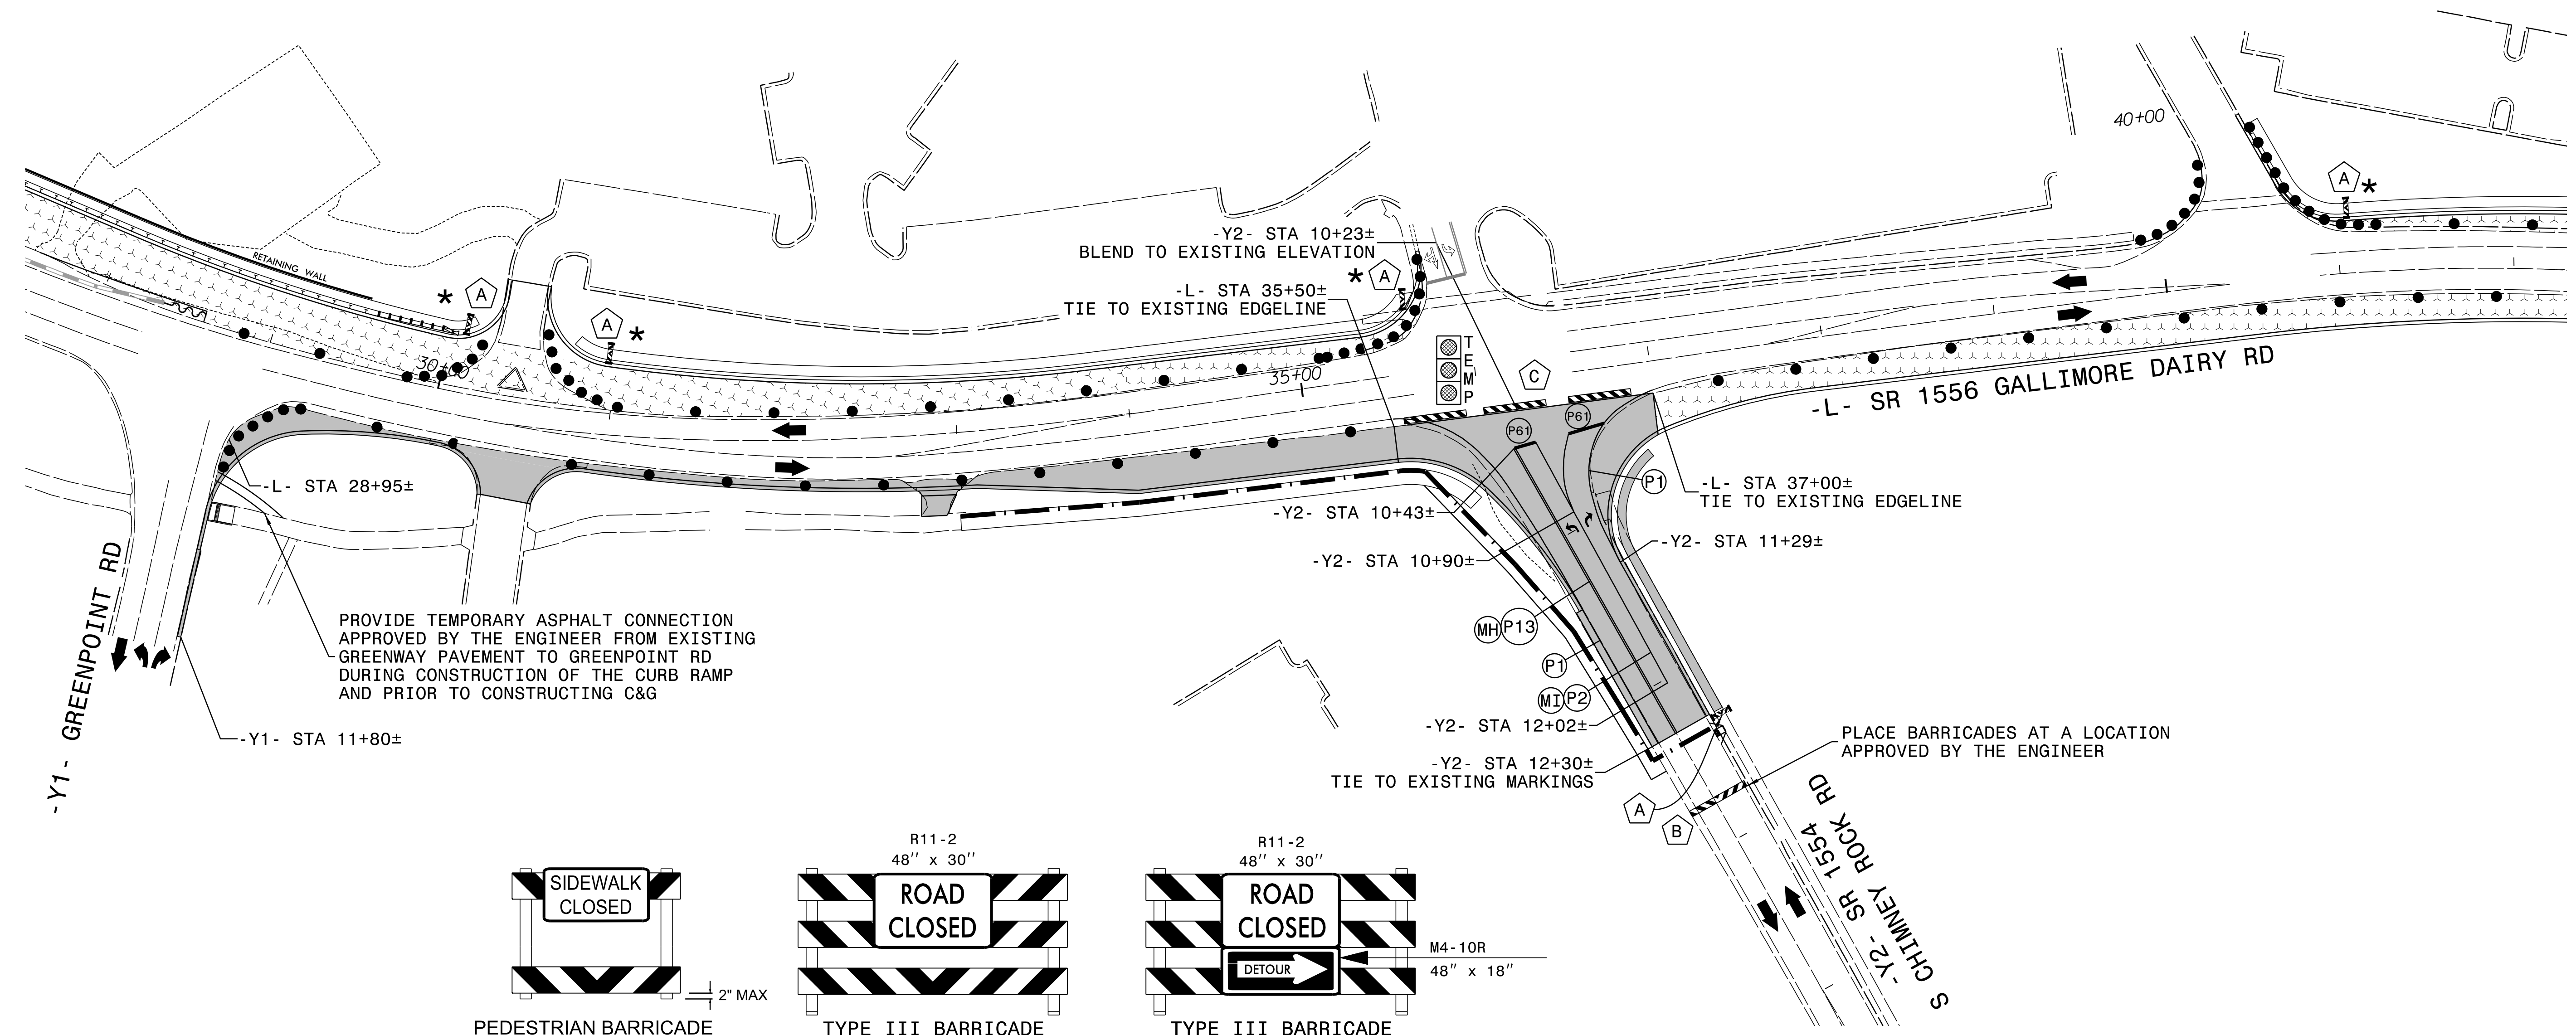 40+00
A
*
RETAINING WALL
-Y2- STA 10+23±
BLEND TO EXISTING ELEVATION
* A
* A
-L- STA 35+50±
TIE TO EXISTING EDGELINE
A *
TEMP
30+00
35+00
C
-L- SR 1556 GALLIMORE DAIRY RD
P61
P61
P1
-L- STA 28+95±
-L- STA 37+00±
TIE TO EXISTING EDGELINE
-Y2- STA 10+43±
-Y2- STA 11+29±
-Y2- STA 10+90±
-Y1- GREENPOINT RD
PROVIDE TEMPORARY ASPHALT CONNECTION
APPROVED BY THE ENGINEER FROM EXISTING
GREENWAY PAVEMENT TO GREENPOINT RD
DURING CONSTRUCTION OF THE CURB RAMP
AND PRIOR TO CONSTRUCTING C&G
MH P13
P1
MI P2
-Y2- STA 12+02±
-Y1- STA 11+80±
PLACE BARRICADES AT A LOCATION
APPROVED BY THE ENGINEER
-Y2- STA 12+30±
TIE TO EXISTING MARKINGS
A
B
-Y2- SR 1554
S CHIMNEY ROCK RD
SIDEWALK
CLOSED
2" MAX
PEDESTRIAN BARRICADE
R11-2
48" x 30"
ROAD
CLOSED
TYPE III BARRICADE
R11-2
48" x 30"
ROAD
CLOSED
DETOUR
M4-10R
48" x 18"
TYPE III BARRICADE